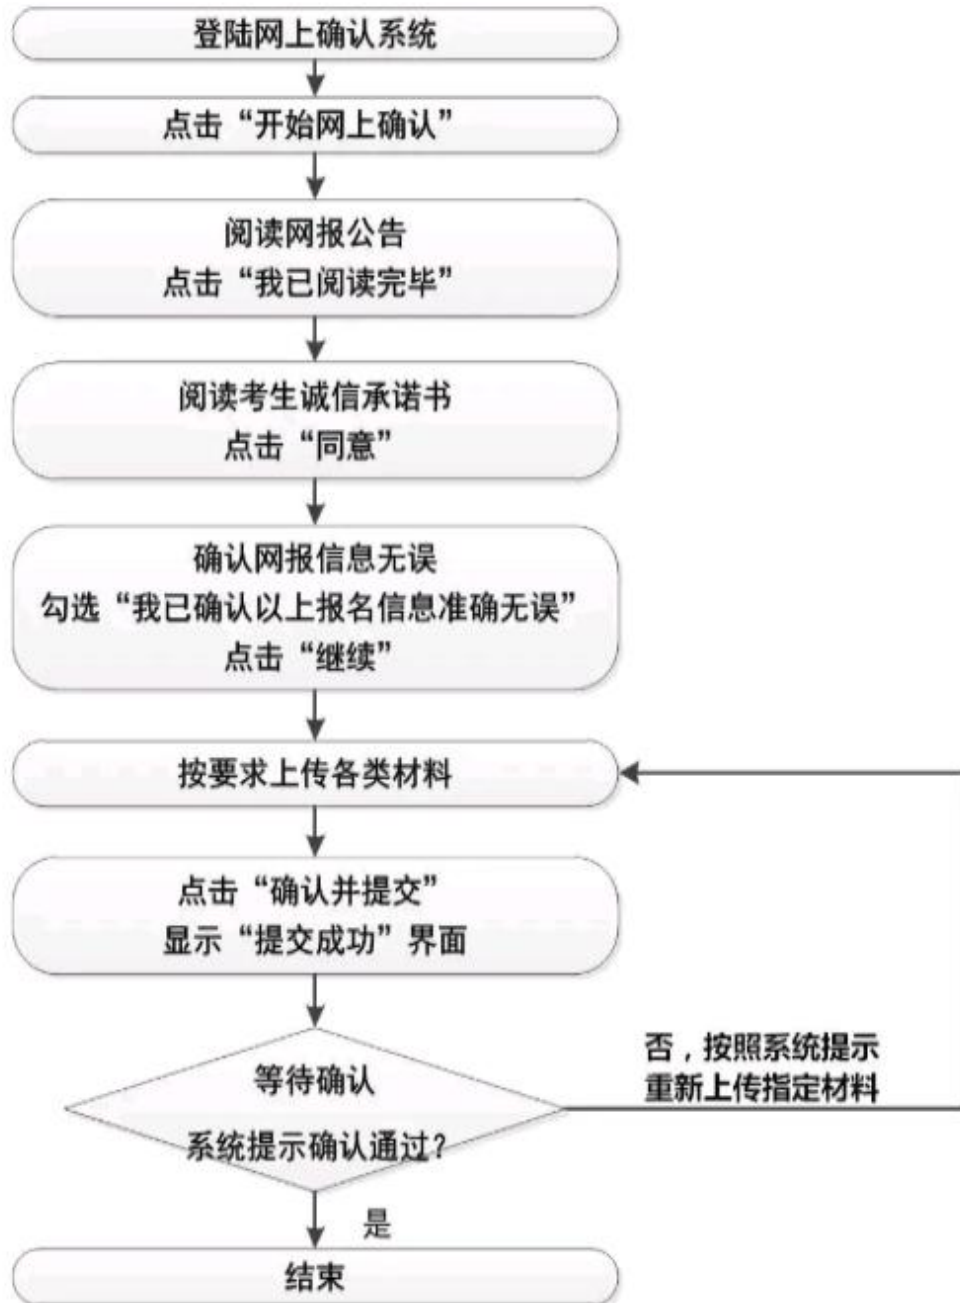 登陆网上确认系统
点击“开始网上确认”
阅读网报公告
点击“我已阅读完毕”
阅读考生诚信承诺书
点击“同意”
确认网报信息无误
勾选“我已确认以上报名信息准确无误”
点击“继续”
按要求上传各类材料
点击“确认并提交”
显示“提交成功”界面
等待确认
系统提示确认通过？
否，按照系统提示
重新上传指定材料
是
结束